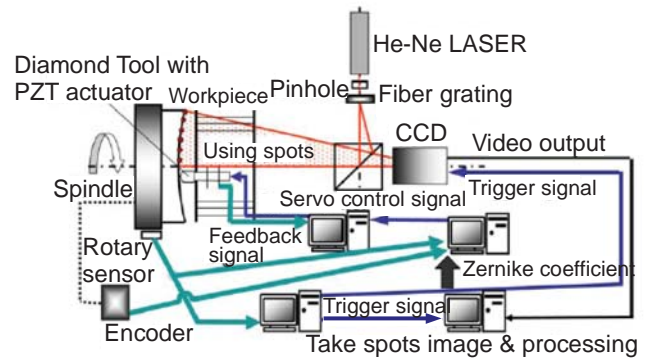 He-Ne LASER
Diamond Tool with
PZT actuator
Workpiece
Pinhole
Fiber grating
CCD
Using spots
Video output
Spindle
Servo control signal
Trigger signal
Feedback
signal
Rotary
sensor
Zernike coefficient
Trigger signal
Encoder
Take spots image & processing